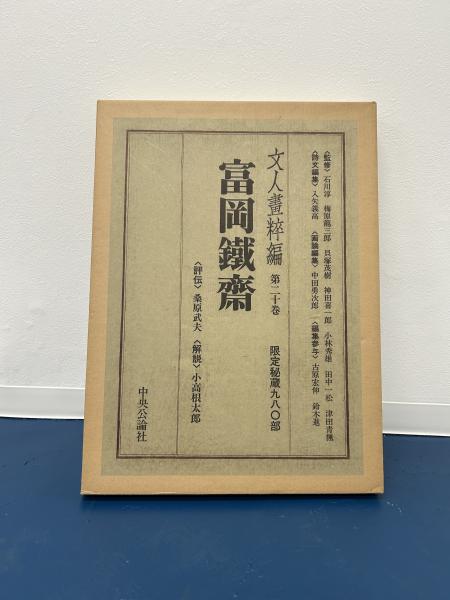 〈監修〉石川淳 梅原龍三郎 貝塚茂樹 神田喜一郎 小林秀雄 田中一松 津田青楓
〈詩文編集〉入矢義高 〈画論編集〉中田勇次郎 〈編集参与〉古原宏伸 鈴木進
文人畫粹編 第二十巻 限定秘蔵九八〇部
富岡鐵齋
〈評伝〉桑原武夫 〈解説〉小高根太郎
中央公論社